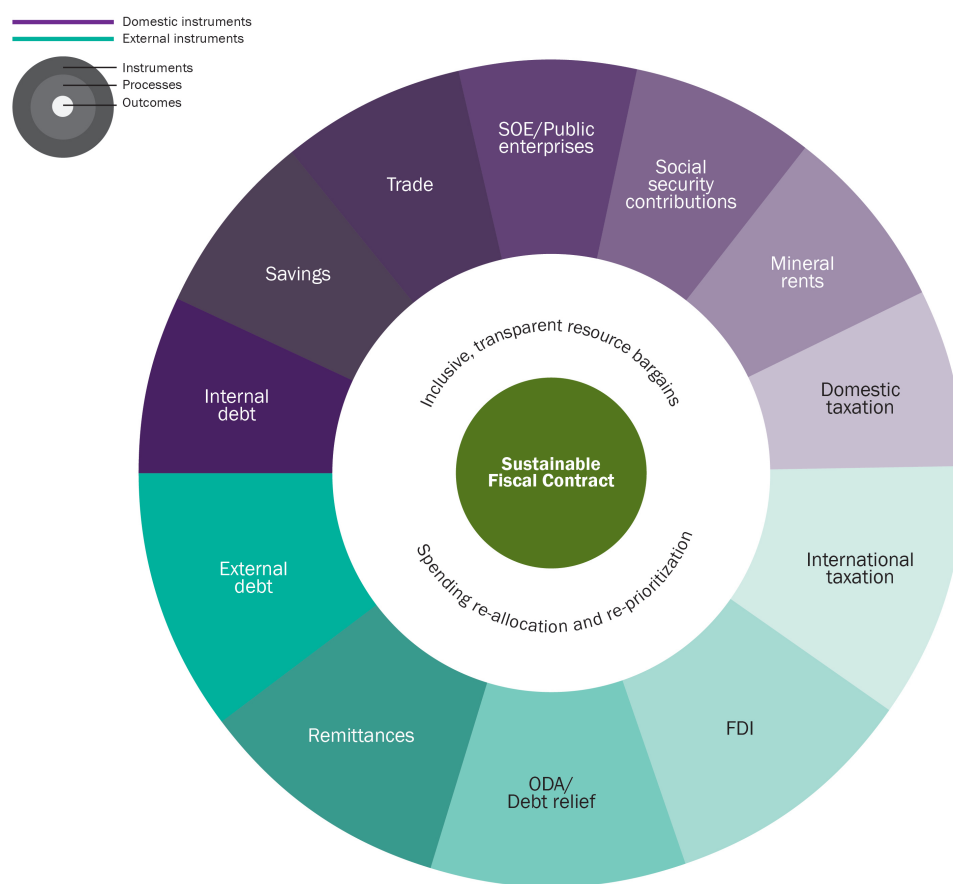 Domestic instruments
External instruments
Instruments
Processes
Outcomes
SOE/Public
enterprises
Social
security
contributions
Mineral
rents
Domestic
taxation
International
taxation
FDI
ODA/
Debt relief
Remittances
External
debt
Internal
debt
Savings
Trade
Inclusive, transparent resource bargains
Sustainable
Fiscal Contract
Spending re-allocation and re-prioritization